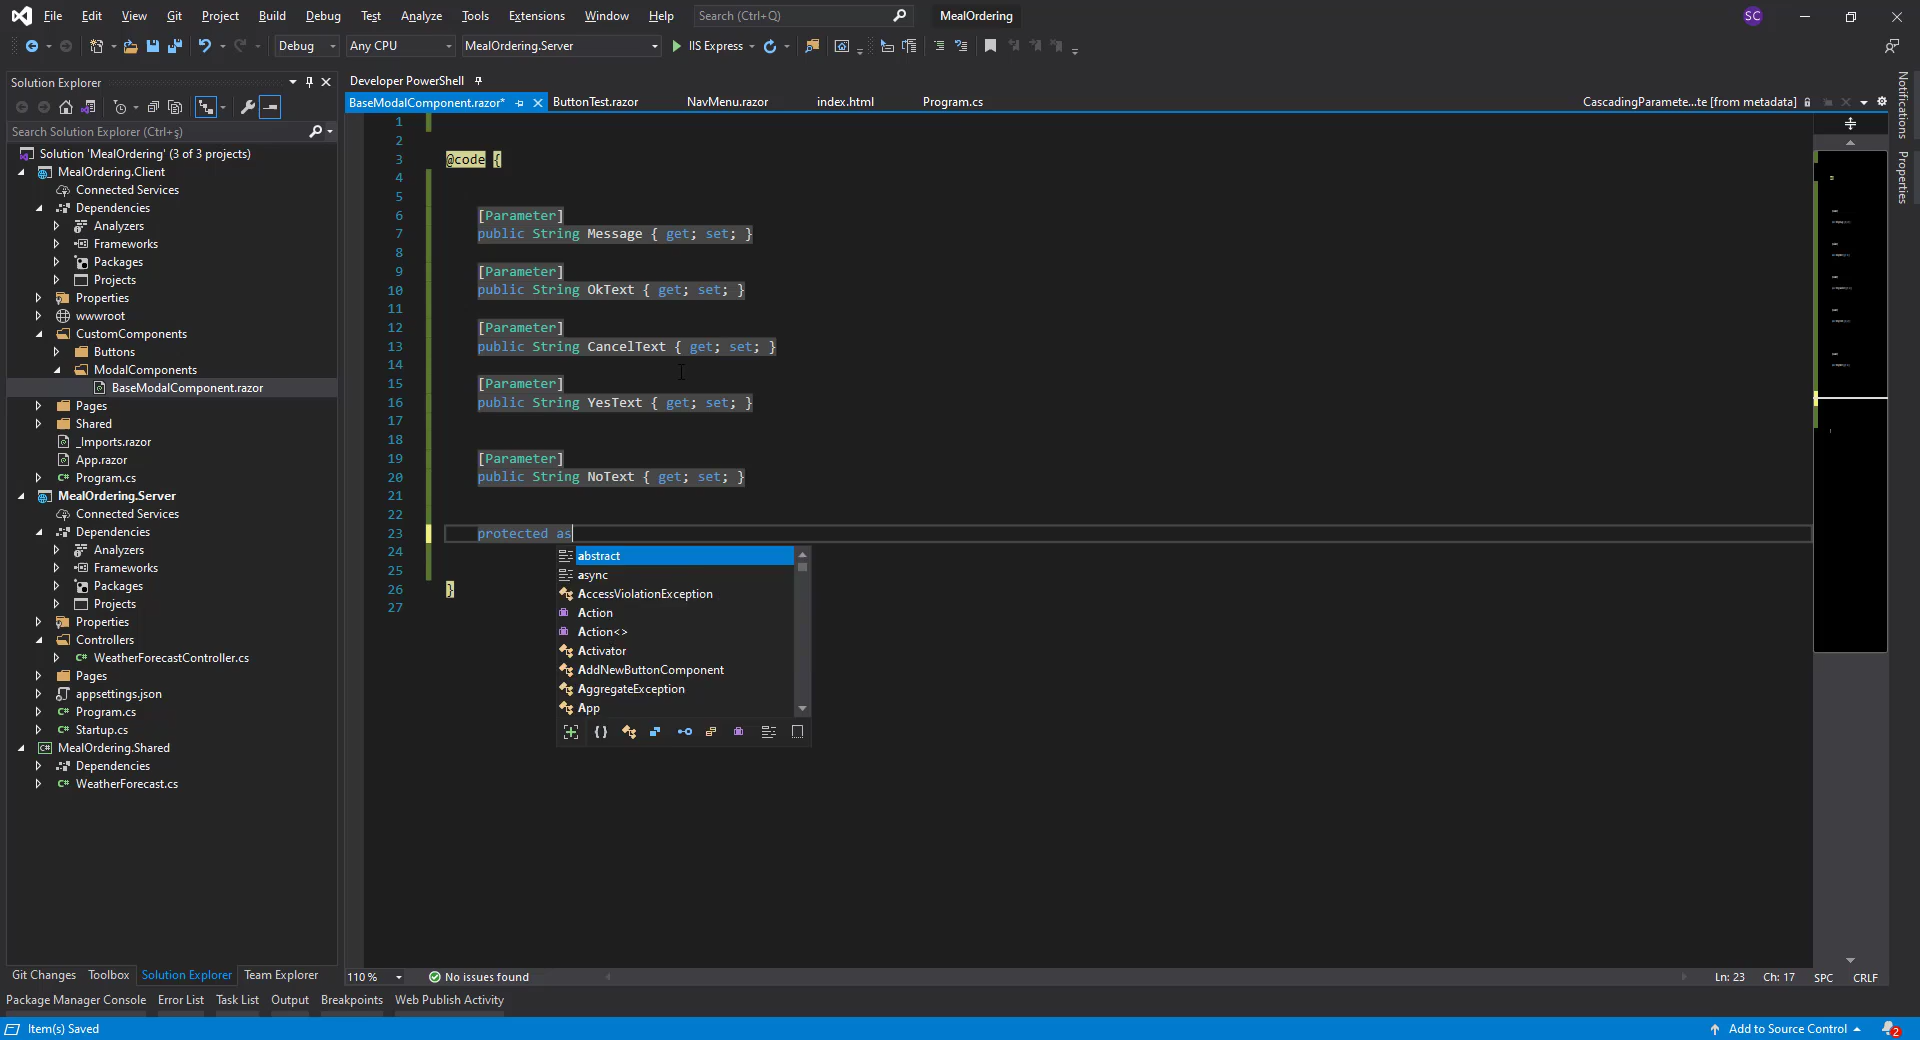 File Edit View Git Project Build Debug Test Analyze Tools Extensions Window Help Search (Ctrl+Q) MealOrdering SC
Debug Any CPU MealOrdering.Server IIS Express
Solution Explorer
Search Solution Explorer (Ctrl+ş)
Solution 'MealOrdering' (3 of 3 projects)
MealOrdering.Client
Connected Services
Dependencies
Analyzers
Frameworks
Packages
Projects
Properties
wwwroot
CustomComponents
Buttons
ModalComponents
BaseModalComponent.razor
Pages
Shared
_Imports.razor
App.razor
C# Program.cs
MealOrdering.Server
Connected Services
Dependencies
Analyzers
Frameworks
Packages
Projects
Properties
Controllers
C# WeatherForecastController.cs
Pages
appsettings.json
C# Program.cs
C# Startup.cs
C# MealOrdering.Shared
Dependencies
C# WeatherForecast.cs
Git Changes Toolbox Solution Explorer Team Explorer
Developer PowerShell
BaseModalComponent.razor* ButtonTest.razor NavMenu.razor index.html Program.cs CascadingParamete...te [from metadata]
1
2
3 @code {
4
5
6 [Parameter]
7 public String Message { get; set; }
8
9 [Parameter]
10 public String OkText { get; set; }
11
12 [Parameter]
13 public String CancelText { get; set; }
14
15 [Parameter]
16 public String YesText { get; set; }
17
18
19 [Parameter]
20 public String NoText { get; set; }
21
22
23 protected as
24
25
26 }
27
abstract
async
AccessViolationException
Action
Action<>
Activator
AddNewButtonComponent
AggregateException
App
110 % No issues found Ln: 23 Ch: 17 SPC CRLF
Notifications
Properties
Package Manager Console Error List Task List Output Breakpoints Web Publish Activity
Item(s) Saved Add to Source Control 2